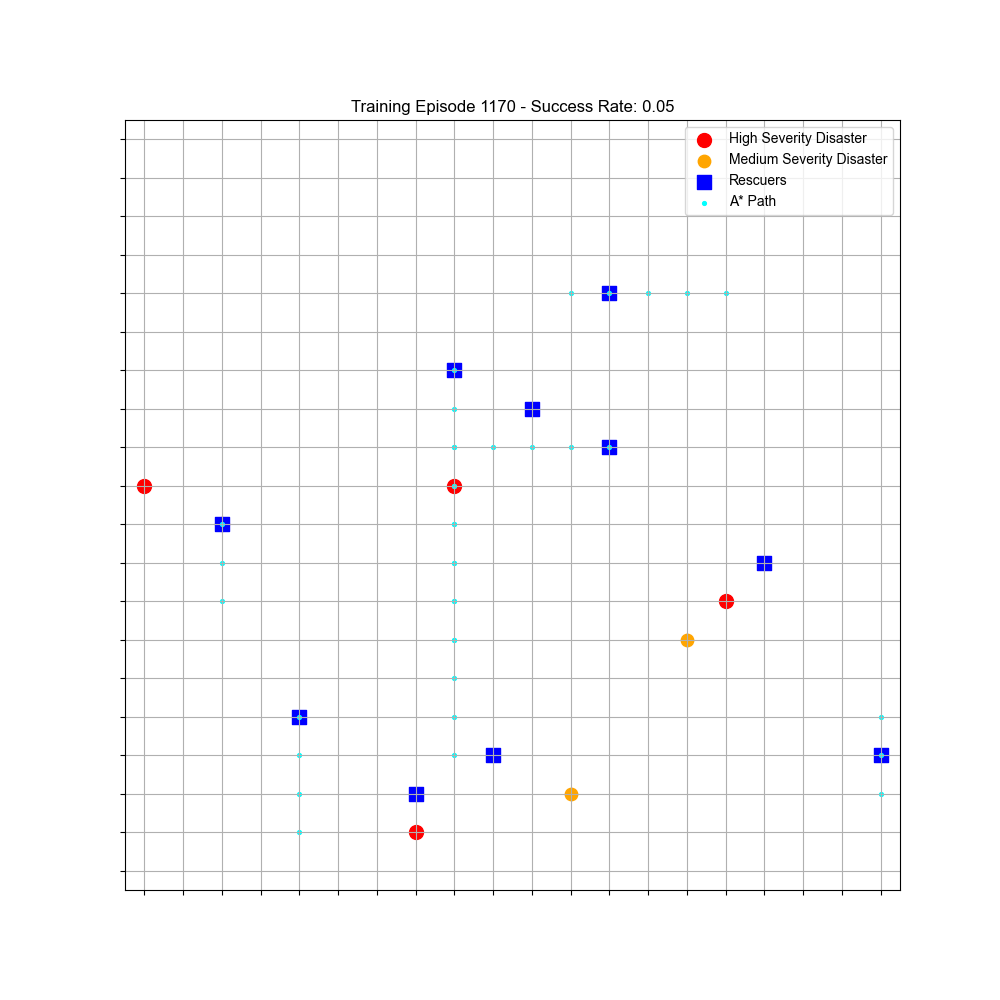 Training Episode 1170 - Success Rate: 0.05
High Severity Disaster
Medium Severity Disaster
Rescuers
A* Path